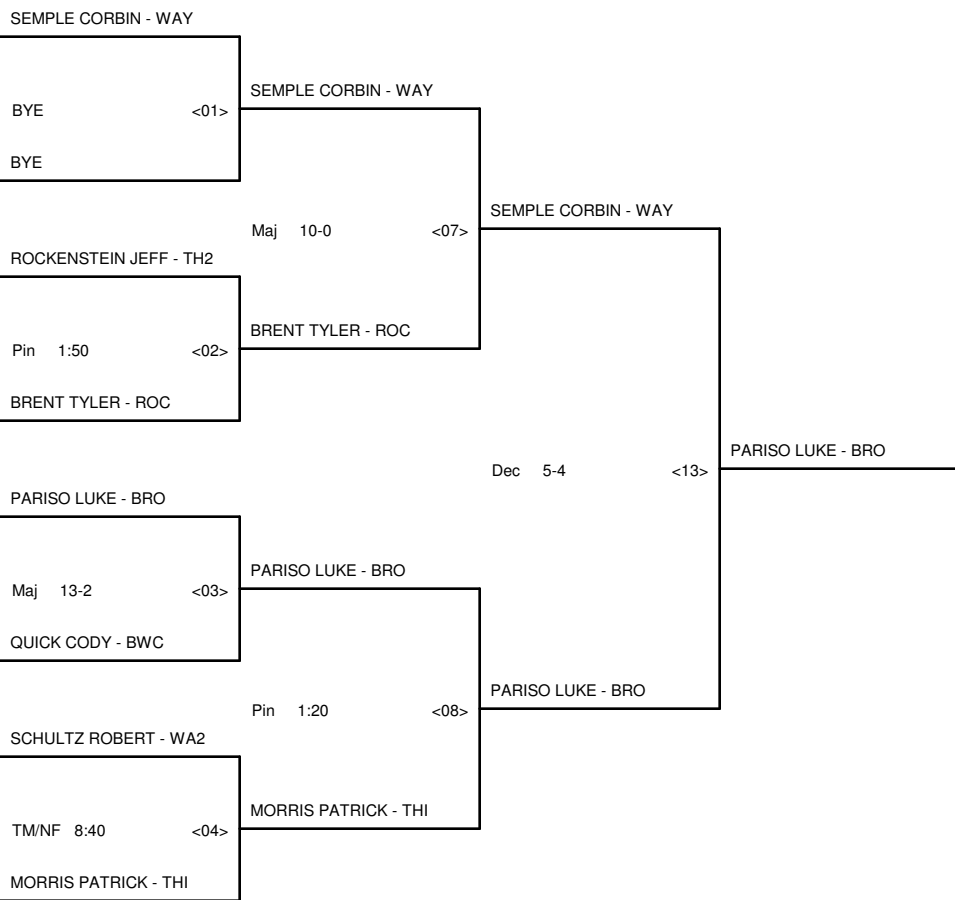 SEMPLE CORBIN - WAY
SEMPLE CORBIN - WAY
BYE <01>
BYE
SEMPLE CORBIN - WAY
Maj 10-0 <07>
ROCKENSTEIN JEFF - TH2
BRENT TYLER - ROC
Pin 1:50 <02>
BRENT TYLER - ROC
PARISO LUKE - BRO
Dec 5-4 <13>
PARISO LUKE - BRO
PARISO LUKE - BRO
Maj 13-2 <03>
QUICK CODY - BWC
PARISO LUKE - BRO
Pin 1:20 <08>
SCHULTZ ROBERT - WA2
MORRIS PATRICK - THI
TM/NF 8:40 <04>
MORRIS PATRICK - THI